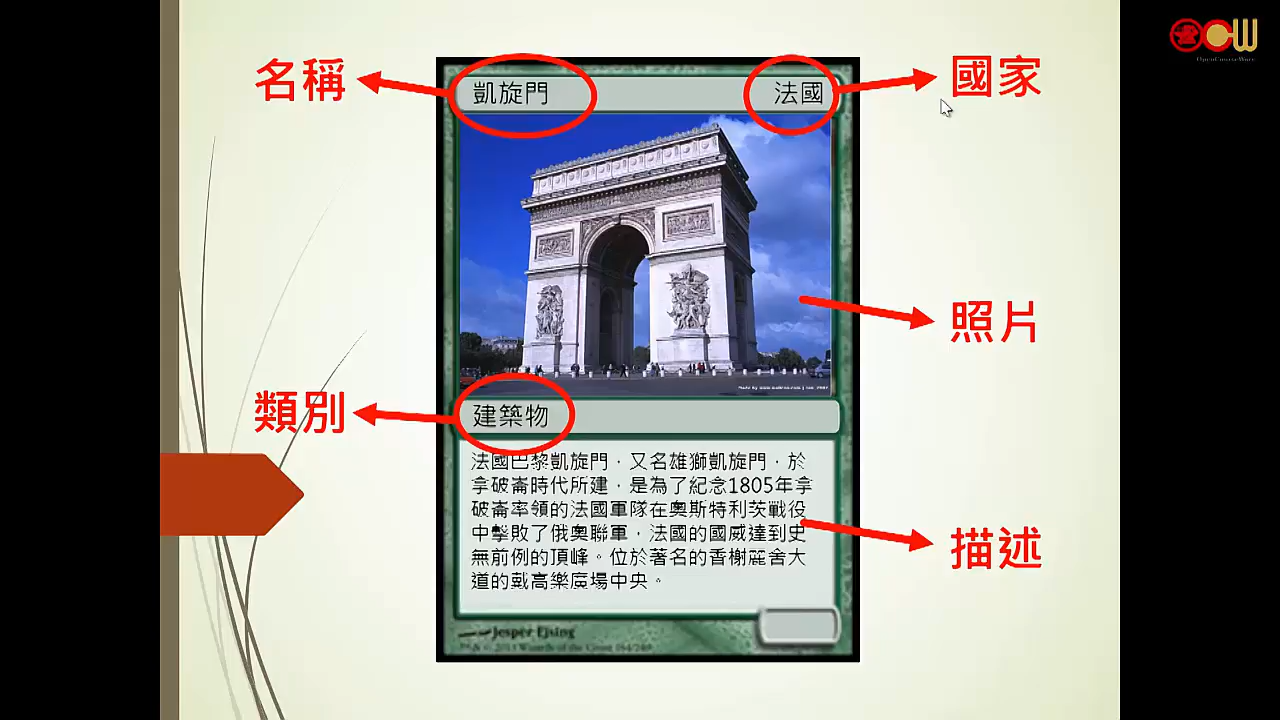 OpenCourseWare
名稱
凱旋門
法國
國家
照片
類別
建築物
法國巴黎凱旋門，又名雄獅凱旋門，於
拿破崙時代所建，是為了紀念1805年拿
破崙率領的法國軍隊在奧斯特利茨戰役
中擊敗了俄奧聯軍，法國的國威達到史
無前例的頂峰。位於著名的香榭麗舍大
道的戴高樂廣場中央。
描述
Jesper Ejsing